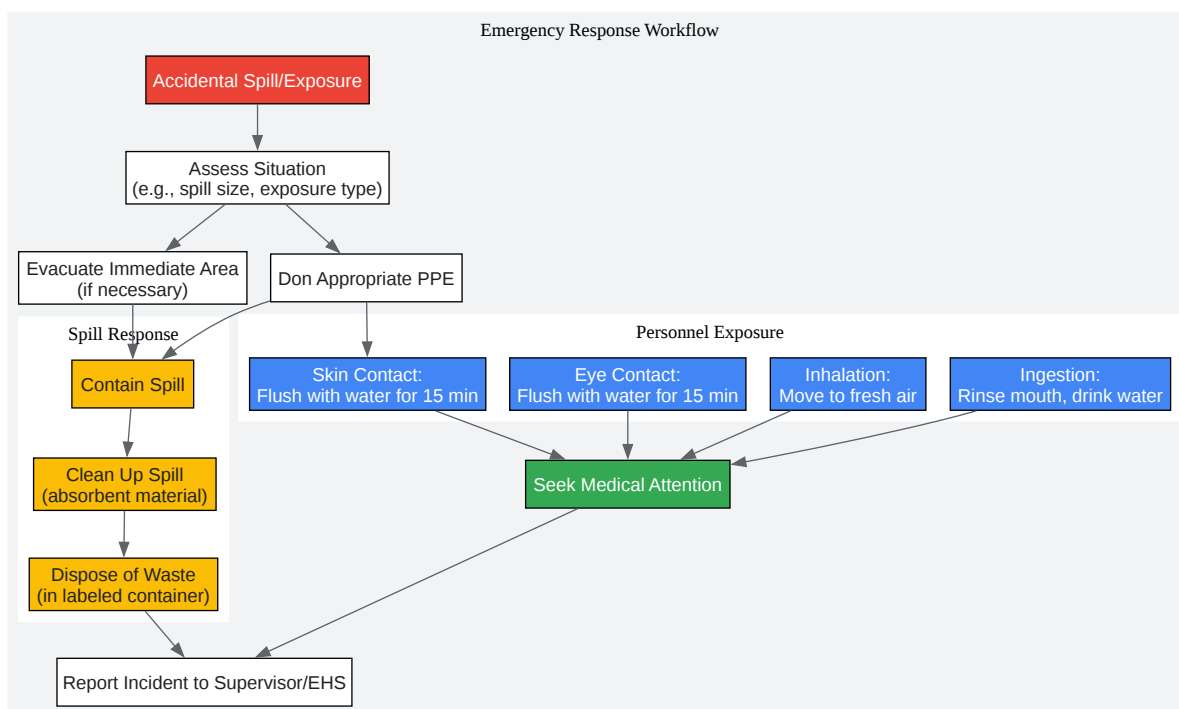 Emergency Response Workflow
Accidental Spill/Exposure
Assess Situation
(e.g., spill size, exposure type)
Evacuate Immediate Area
(if necessary)
Don Appropriate PPE
Spill Response
Personnel Exposure
Contain Spill
Skin Contact:
Flush with water for 15 min
Eye Contact:
Flush with water for 15 min
Inhalation:
Move to fresh air
Ingestion:
Rinse mouth, drink water
Clean Up Spill
(absorbent material)
Seek Medical Attention
Dispose of Waste
(in labeled container)
Report Incident to Supervisor/EHS